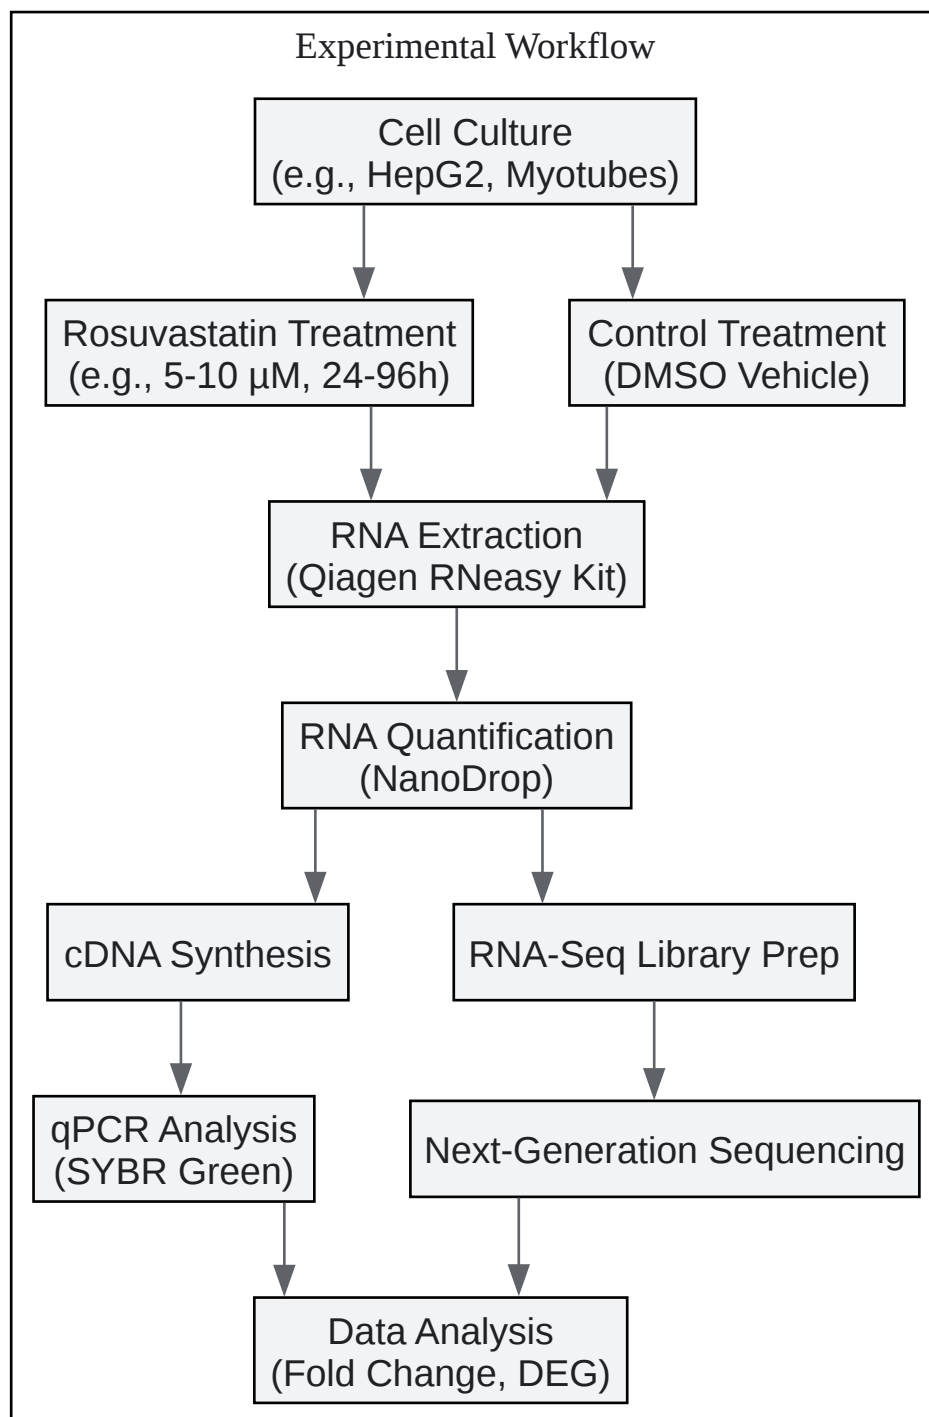 Experimental Workflow
Cell Culture
(e.g., HepG2, Myotubes)
Rosuvastatin Treatment
(e.g., 5-10 µM, 24-96h)
Control Treatment
(DMSO Vehicle)
RNA Extraction
(Qiagen RNeasy Kit)
RNA Quantification
(NanoDrop)
cDNA Synthesis
RNA-Seq Library Prep
qPCR Analysis
(SYBR Green)
Next-Generation Sequencing
Data Analysis
(Fold Change, DEG)